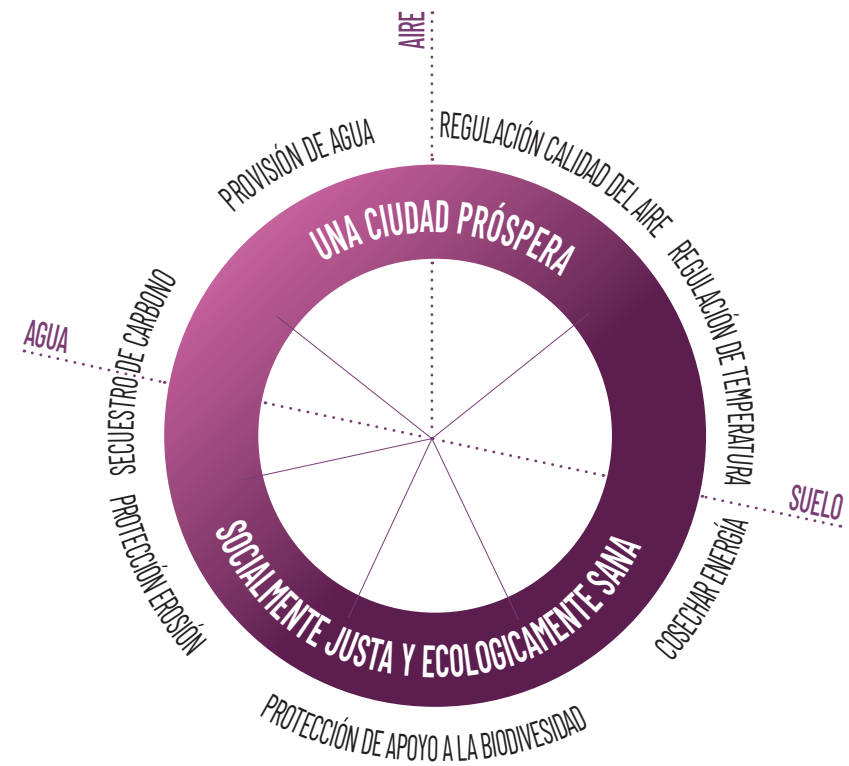 AIRE
PROVISIÓN DE AGUA
REGULACIÓN CALIDAD DEL AIRE
REGULACIÓN DE TEMPERATURA
UNA CIUDAD PRÓSPERA
AGUA
SECUESTRO DE CARBONO
SUELO
PROTECCIÓN EROSIÓN
COSECHAR ENERGÍA
SOCIALMENTE JUSTA Y ECOLOGICAMENTE SANA
PROTECCIÓN DE APOYO A LA BIODIVESIDAD